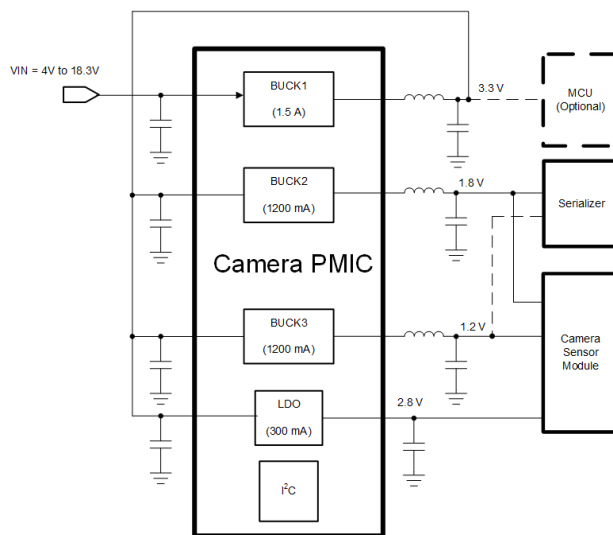 VIN = 4V to 18.3V
BUCK1
(1.5 A)
3.3 V
MCU
(Optional)
BUCK2
(1200 mA)
1.8 V
Serializer
Camera PMIC
BUCK3
(1200 mA)
1.2 V
Camera
Sensor
Module
LDO
(300 mA)
2.8 V
I²C